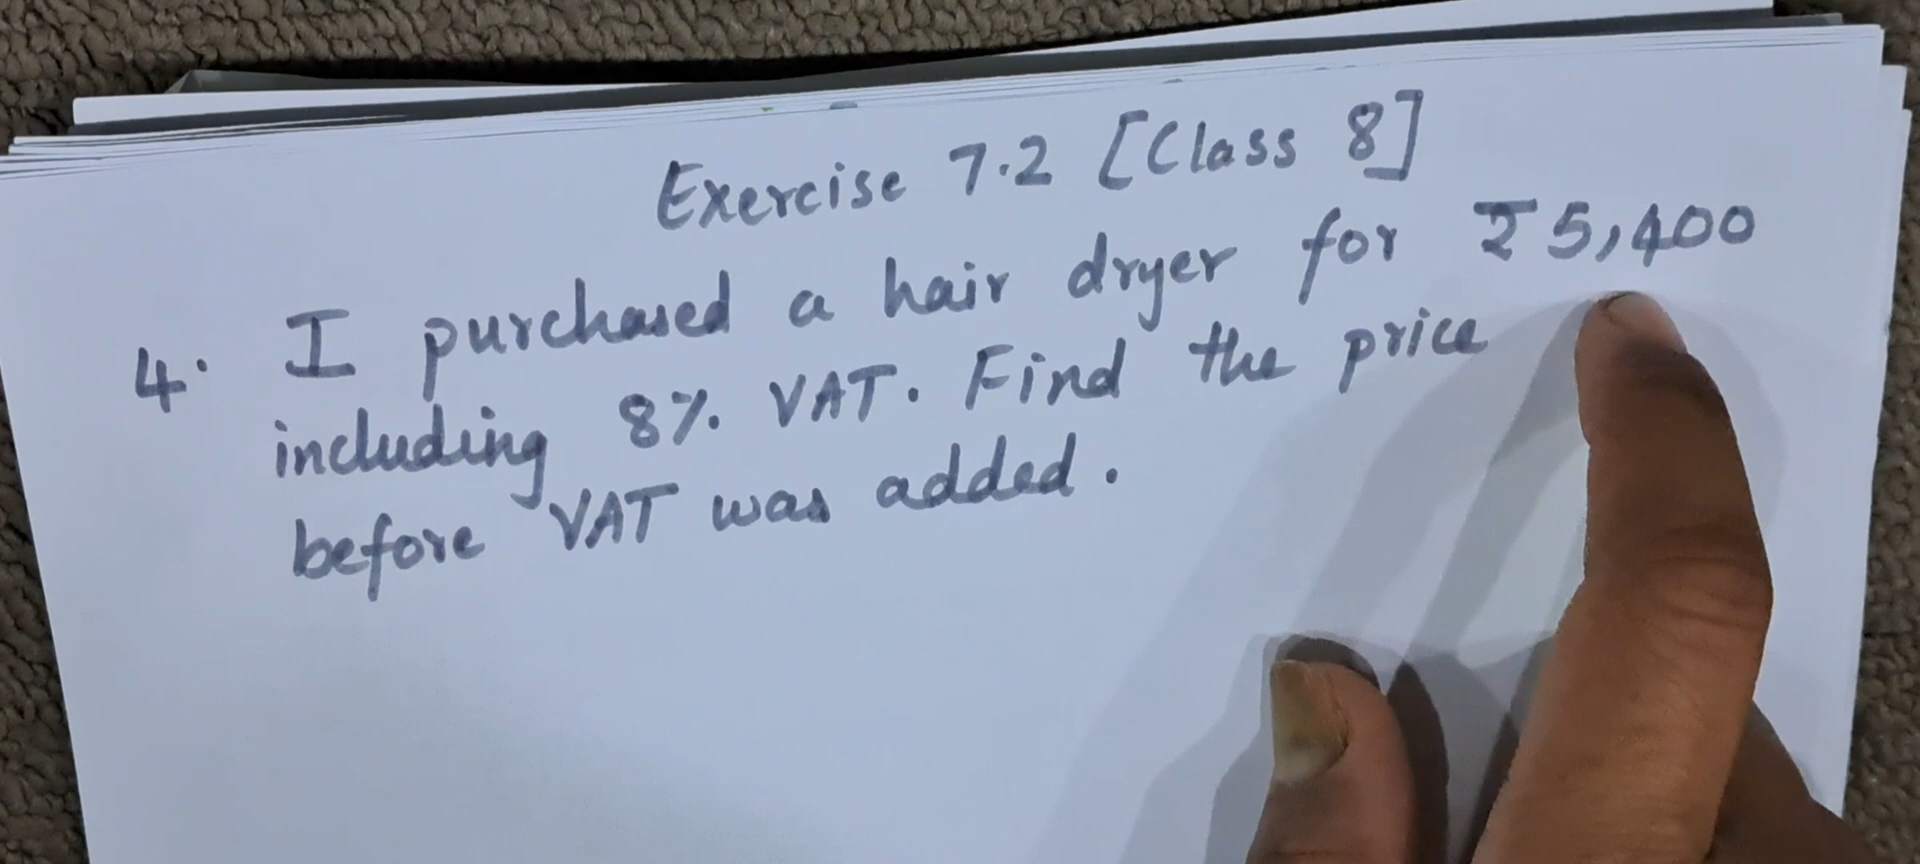 Exercise 7.2 [Class 8]
4. I purchased a hair dryer for ₹5,400
including 8% VAT. Find the price
before VAT was added.